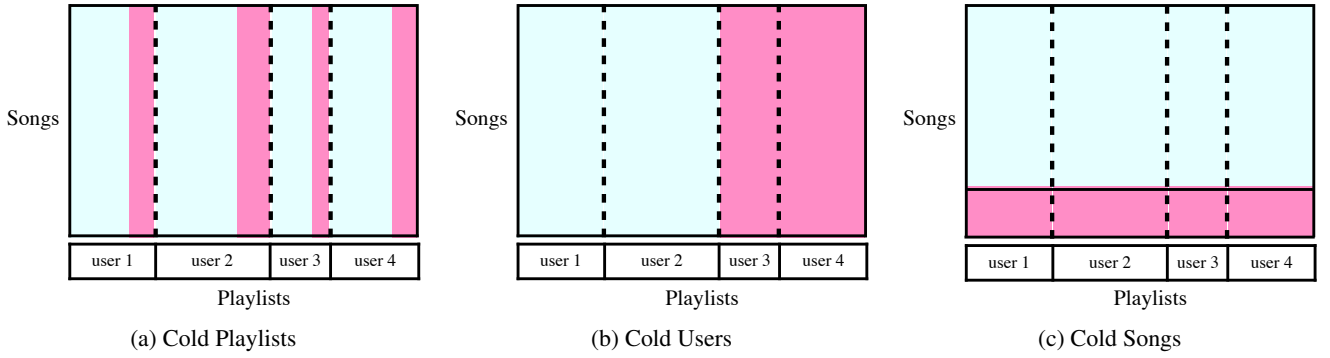 Songs
user 1 user 2 user 3 user 4
Playlists
(a) Cold Playlists
Songs
user 1 user 2 user 3 user 4
Playlists
(b) Cold Users
Songs
user 1 user 2 user 3 user 4
Playlists
(c) Cold Songs